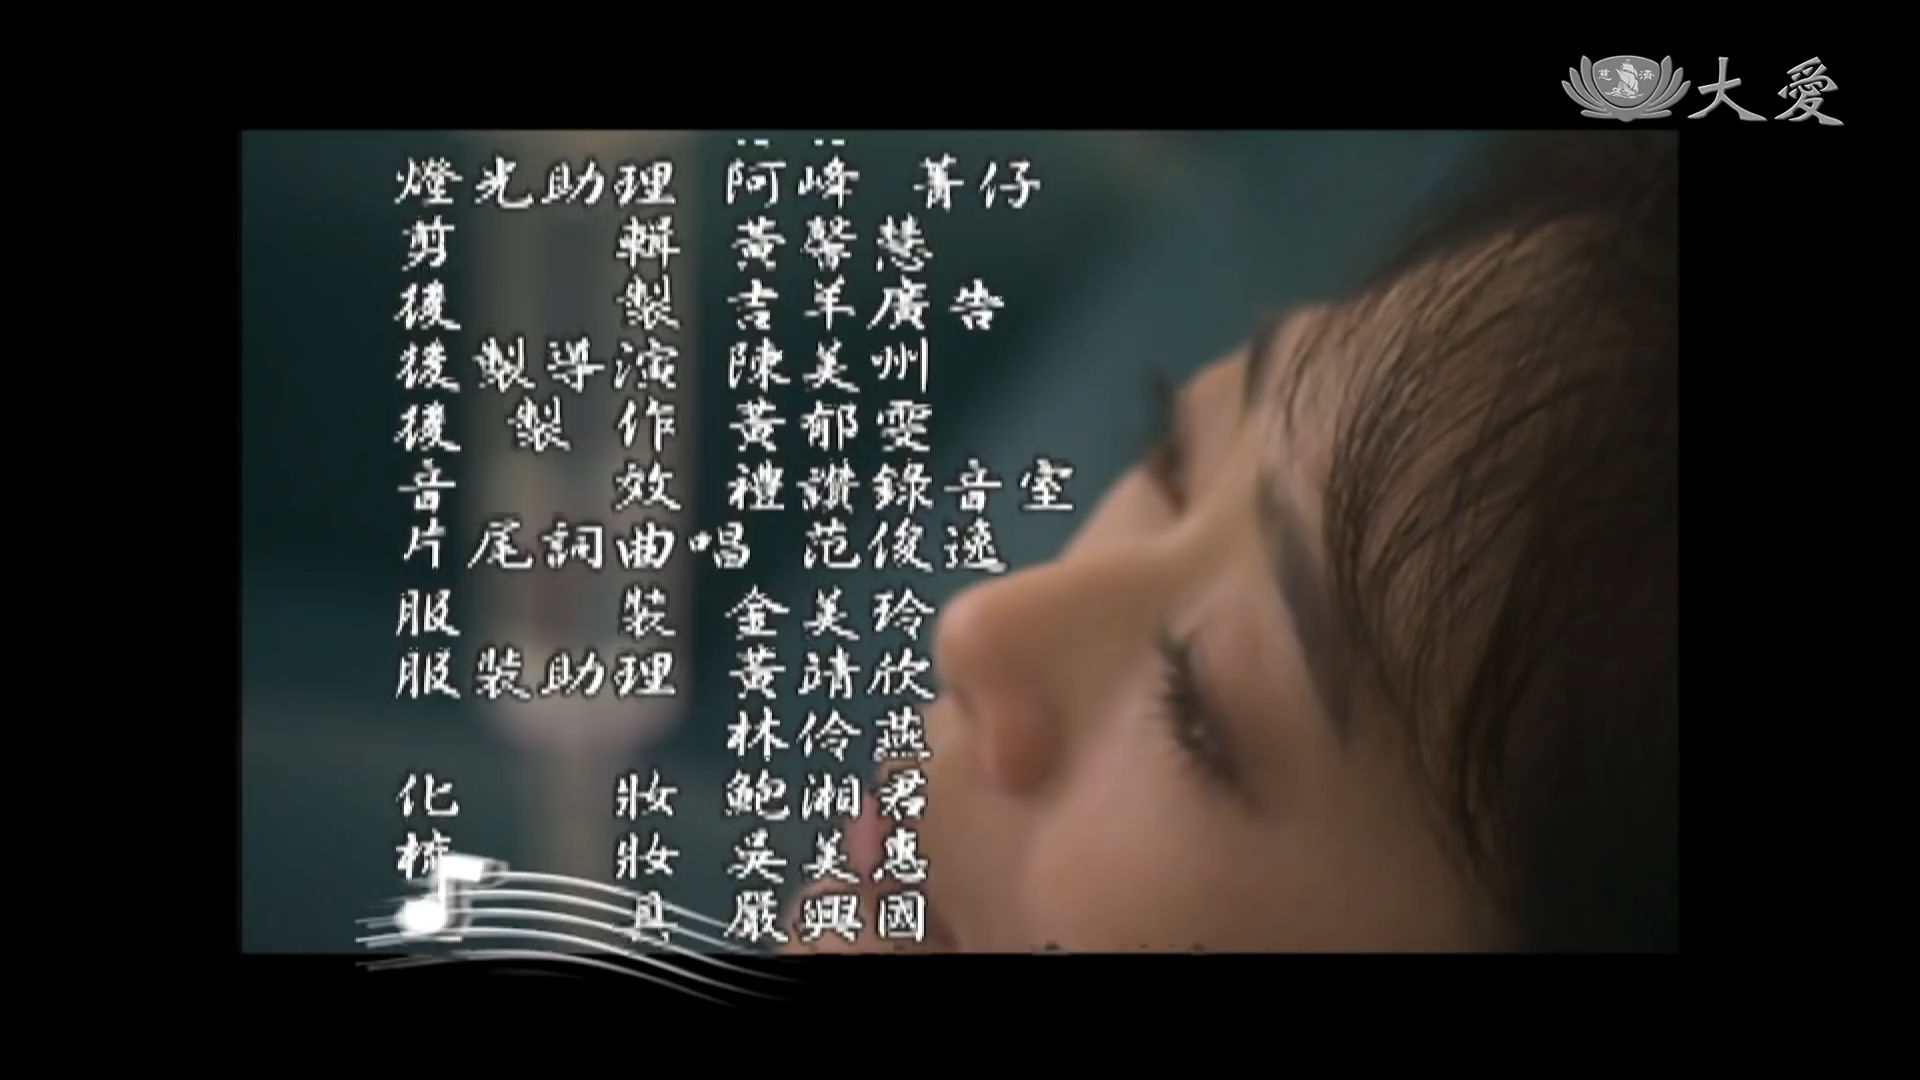 慈濟 大愛
燈光助理 阿峰 菁仔
剪輯 黃馨慧
後製 吉羊廣告
後製導演 陳美州
後製作 黃郁雯
音效 禮讚錄音室
片尾詞曲唱 范俊逸
服裝 金美玲
服裝助理 黃靖欣
林伶燕
化妝 鮑湘君
梳妝 吳美惠
具 嚴興國